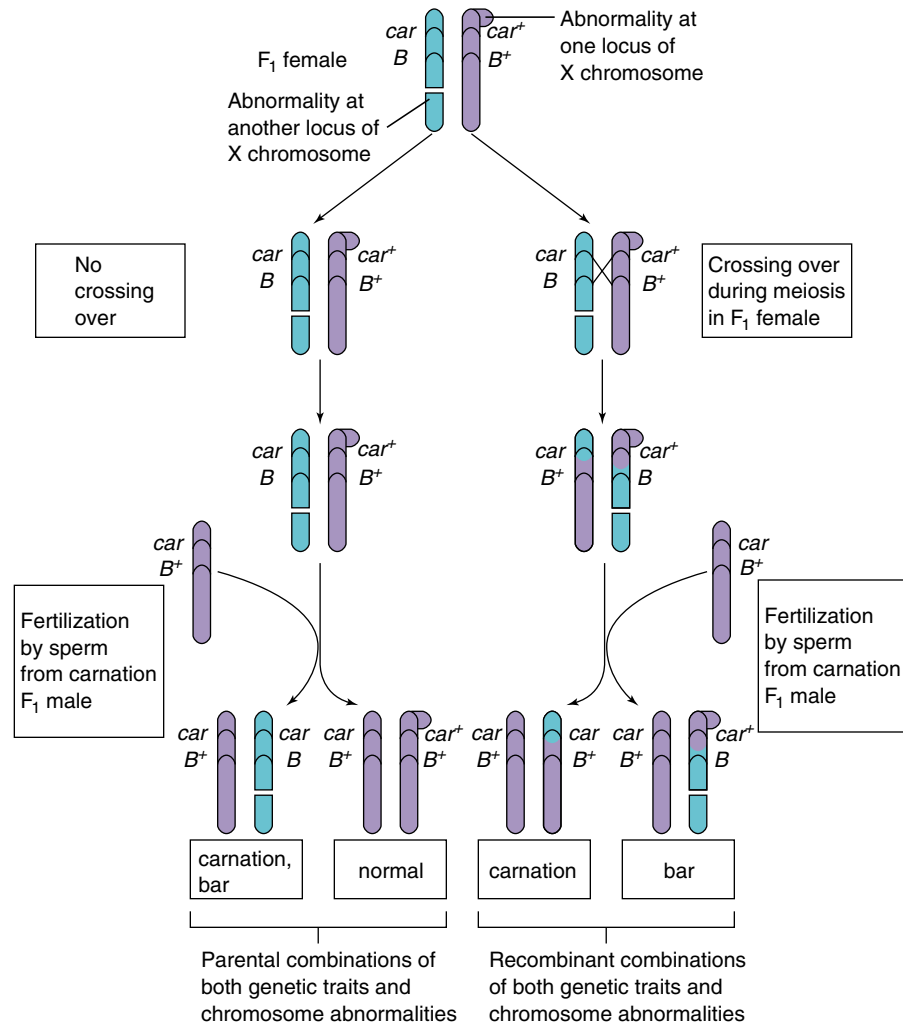 Abnormality at
one locus of
X chromosome
car
B
car⁺
B⁺
F₁ female
Abnormality at
another locus of
X chromosome
No
crossing
over
car
B
car⁺
B⁺
car
B
car⁺
B⁺
Crossing over
during meiosis
in F₁ female
car
B
car⁺
B⁺
car
B⁺
car⁺
B
car
B⁺
Fertilization
by sperm
from carnation
F₁ male
car
B⁺
Fertilization
by sperm
from carnation
F₁ male
car
B⁺
car
B
car
B⁺
car⁺
B⁺
car
B⁺
car
B⁺
car
B⁺
car⁺
B
carnation,
bar
normal
carnation
bar
Parental combinations of
both genetic traits and
chromosome abnormalities
Recombinant combinations
of both genetic traits and
chromosome abnormalities